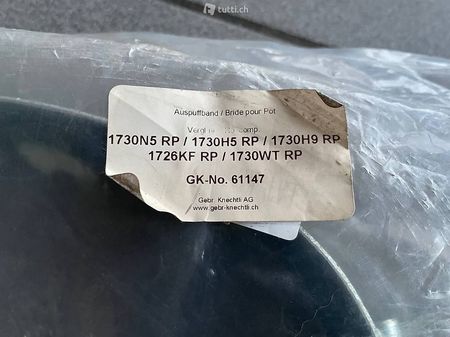 tutti.ch
Auspuffband / Bride pour Pot
1730N5 RP / 1730H5 RP / 1730H9 RP
1726KF RP / 1730WT RP
GK-No. 61147
Gebr. Knechtli AG
www.gebr-knechtli.ch